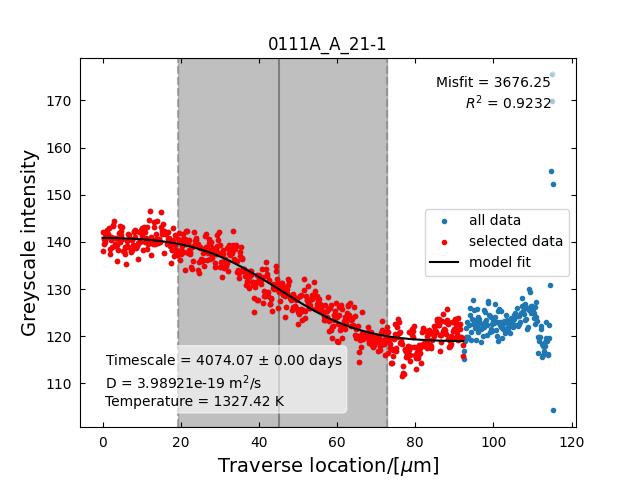 0111A_A_21-1
Misfit = 3676.25
R² = 0.9232
Greyscale intensity
170
160
150
140
130
120
110
all data
selected data
model fit
Timescale = 4074.07 ± 0.00 days
D = 3.98921e-19 m²/s
Temperature = 1327.42 K
0 20 40 60 80 100 120
Traverse location/[μm]